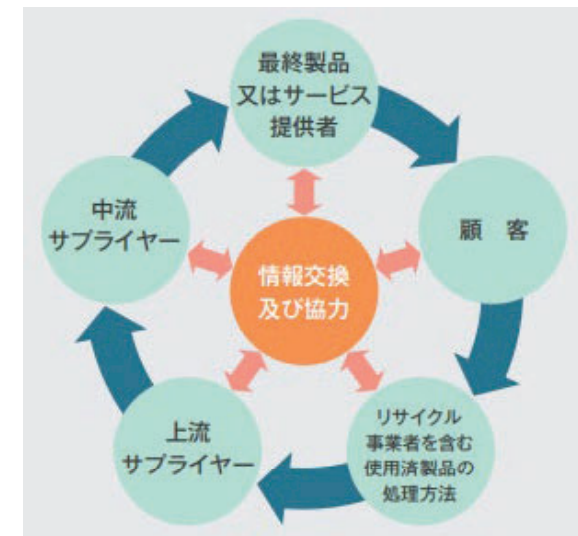 最終製品
又はサービス
提供者
顧　客
リサイクル
事業者を含む
使用済製品の
処理方法
上流
サプライヤー
中流
サプライヤー
情報交換
及び協力